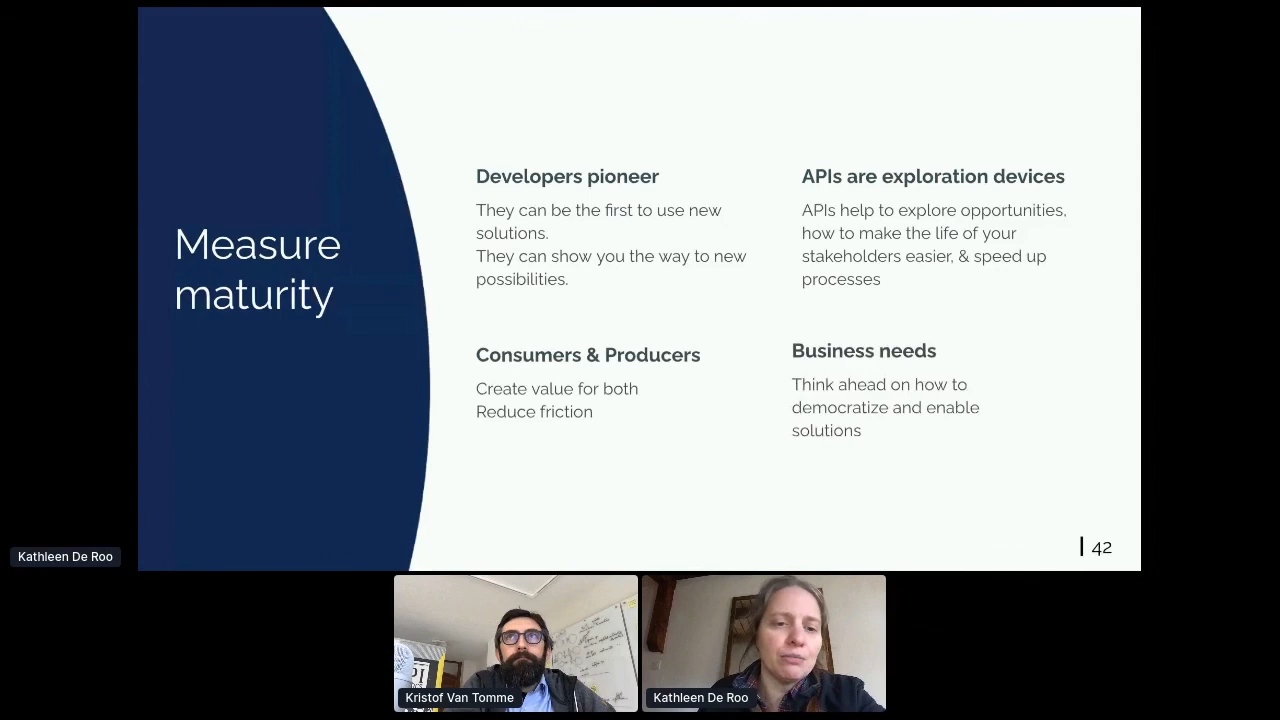 Measure
maturity
Developers pioneer
They can be the first to use new
solutions.
They can show you the way to new
possibilities.
APIs are exploration devices
APIs help to explore opportunities,
how to make the life of your
stakeholders easier, & speed up
processes
Consumers & Producers
Create value for both
Reduce friction
Business needs
Think ahead on how to
democratize and enable
solutions
42
Kathleen De Roo
Kristof Van Tomme
Kathleen De Roo